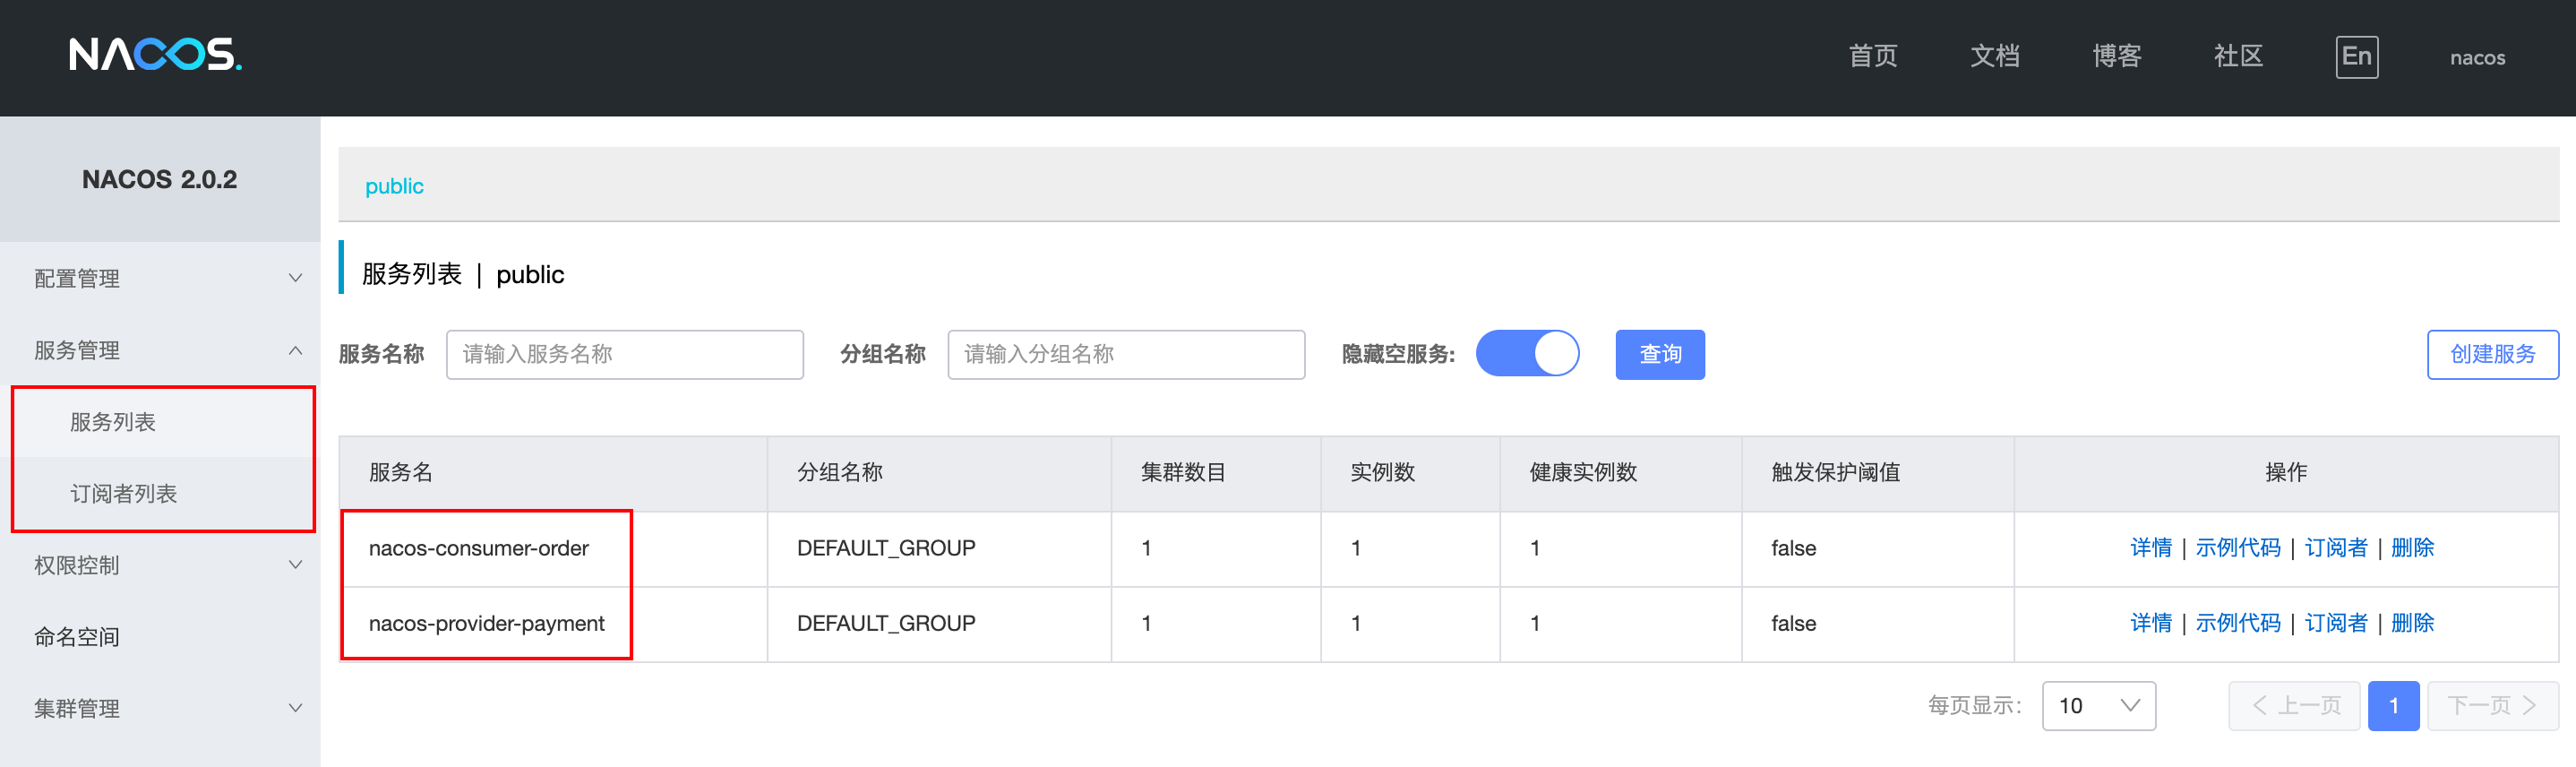 NACOS.
首页 文档 博客 社区 En nacos
NACOS 2.0.2
配置管理
服务管理
服务列表
订阅者列表
权限控制
命名空间
集群管理
public
服务列表 | public
服务名称 请输入服务名称 分组名称 请输入分组名称 隐藏空服务: 查询 创建服务
服务名 分组名称 集群数目 实例数 健康实例数 触发保护阈值 操作
nacos-consumer-order DEFAULT_GROUP 1 1 1 false 详情 | 示例代码 | 订阅者 | 删除
nacos-provider-payment DEFAULT_GROUP 1 1 1 false 详情 | 示例代码 | 订阅者 | 删除
每页显示: 10 上一页 1 下一页